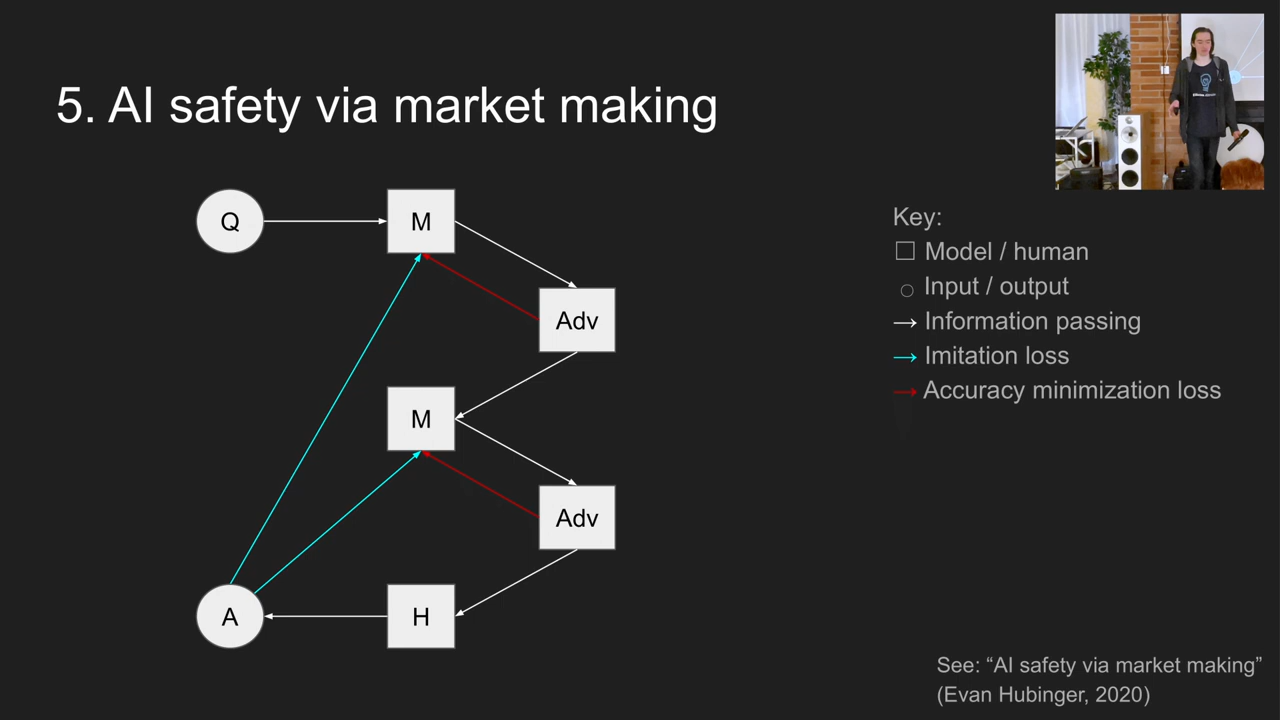 5. AI safety via market making
Q
M
Adv
M
Adv
A
H
Key:
□ Model / human
○ Input / output
→ Information passing
→ Imitation loss
→ Accuracy minimization loss
See: “AI safety via market making”
(Evan Hubinger, 2020)